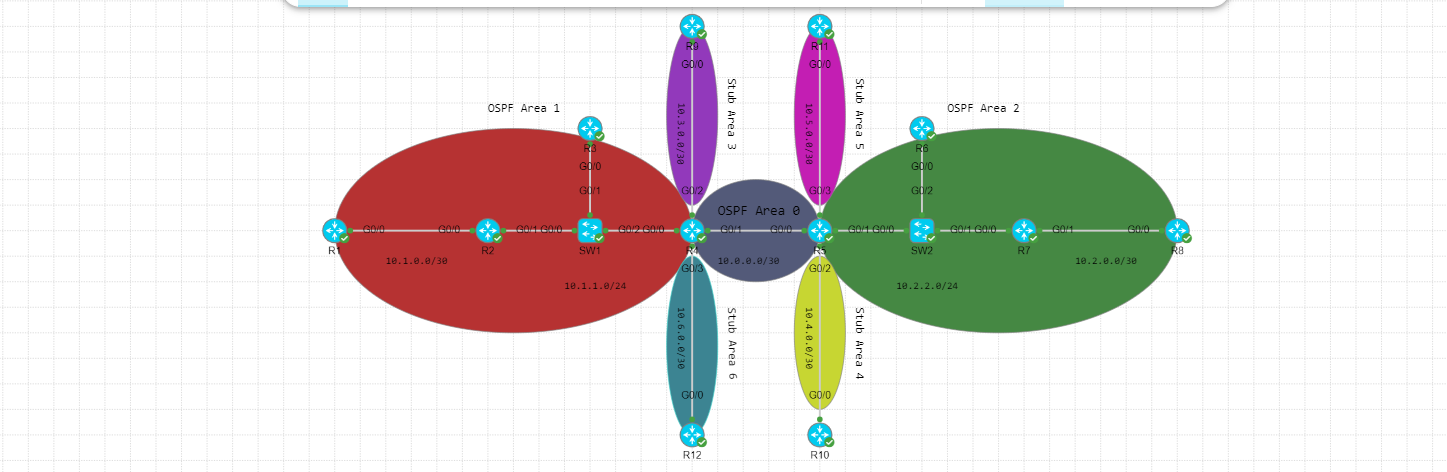 R9
R11
G0/0
G0/0
Stub Area 3
Stub Area 5
OSPF Area 1
OSPF Area 2
10.3.0.0/30
10.5.0.0/30
R3
R6
G0/0
G0/0
G0/1
G0/2
G0/3
G0/2
OSPF Area 0
G0/0
G0/0
G0/1
G0/0
G0/2
G0/0
G0/1
G0/0
G0/1
G0/0
G0/1
G0/0
G0/1
G0/0
R1
R2
SW1
R4
R5
SW2
R7
R8
10.1.0.0/30
10.0.0.0/30
10.2.0.0/30
G0/3
G0/2
10.1.1.0/24
10.2.2.0/24
10.6.0.0/30
Stub Area 6
10.4.0.0/30
Stub Area 4
G0/0
G0/0
R12
R10